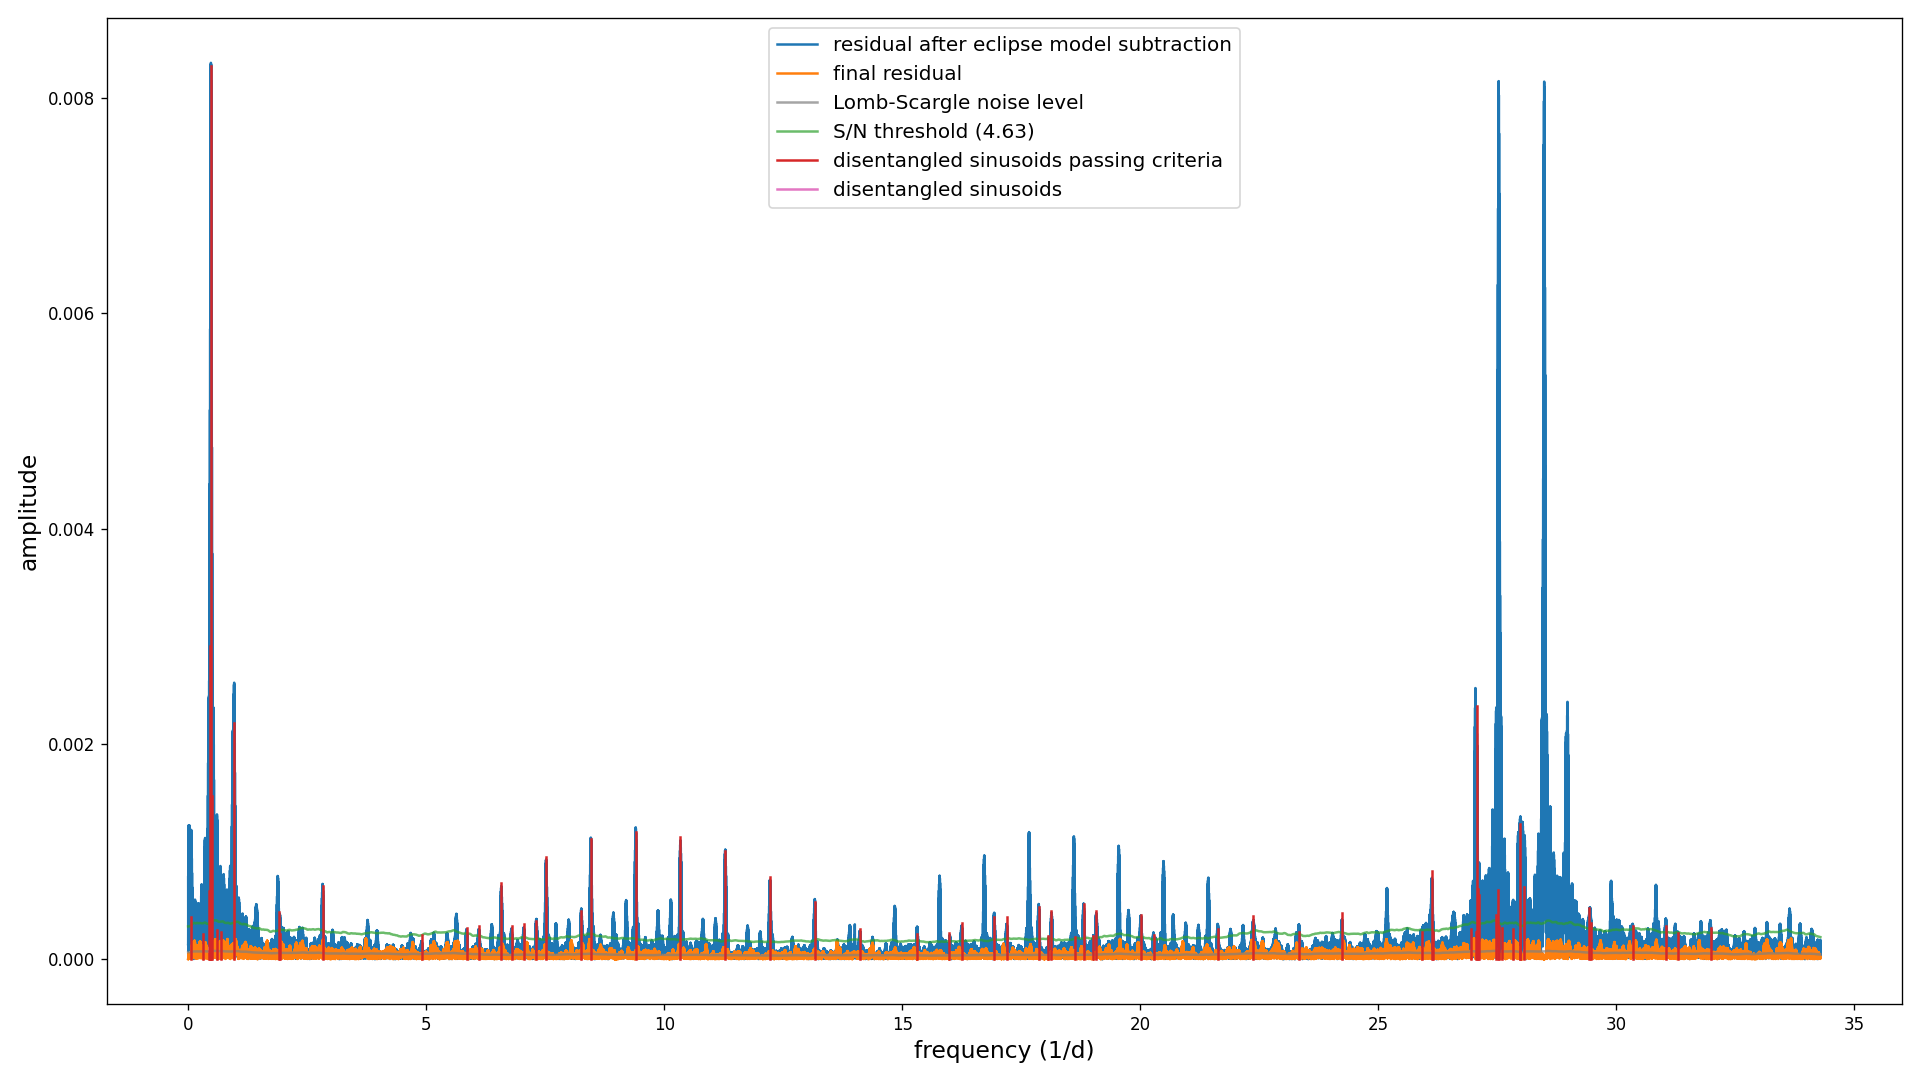 residual after eclipse model subtraction
final residual
Lomb-Scargle noise level
S/N threshold (4.63)
disentangled sinusoids passing criteria
disentangled sinusoids
0.008
0.006
0.004
0.002
0.000
amplitude
0 5 10 15 20 25 30 35
frequency (1/d)